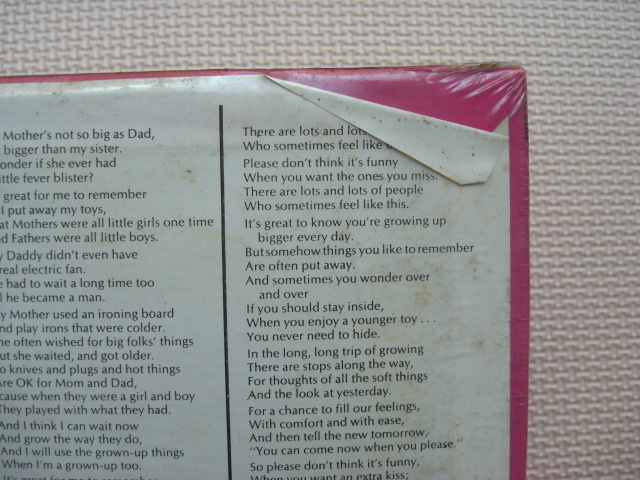 Mother's not so big as Dad,
bigger than my sister.
onder if she ever had
ttle fever blister?
great for me to remember
ll put away my toys,
at Mothers were all little girls one time
d Fathers were all little boys.
y Daddy didn't even have
real electric fan.
e had to wait a long time too
l he became a man.
y Mother used an ironing board
nd play irons that were colder.
he often wished for big folks' things
ut she waited, and got older.
o knives and plugs and hot things
Are OK for Mom and Dad,
cause when they were a girl and boy
They played with what they had.
And I think I can wait now
And grow the way they do,
And I will use the grown-up things
When I'm a grown-up too.
It's great for me to remember
There are lots and lots
Who sometimes feel like
Please don't think it's funny
When you want the ones you miss.
There are lots and lots of people
Who sometimes feel like this.
It's great to know you're growing up
bigger every day.
But somehow things you like to remember
Are often put away.
And sometimes you wonder over
and over
If you should stay inside,
When you enjoy a younger toy . . .
You never need to hide.
In the long, long trip of growing
There are stops along the way,
For thoughts of all the soft things
And the look at yesterday.
For a chance to fill our feelings,
With comfort and with ease,
And then tell the new tomorrow,
"You can come now when you please."
So please don't think it's funny,
When you want an extra kiss;